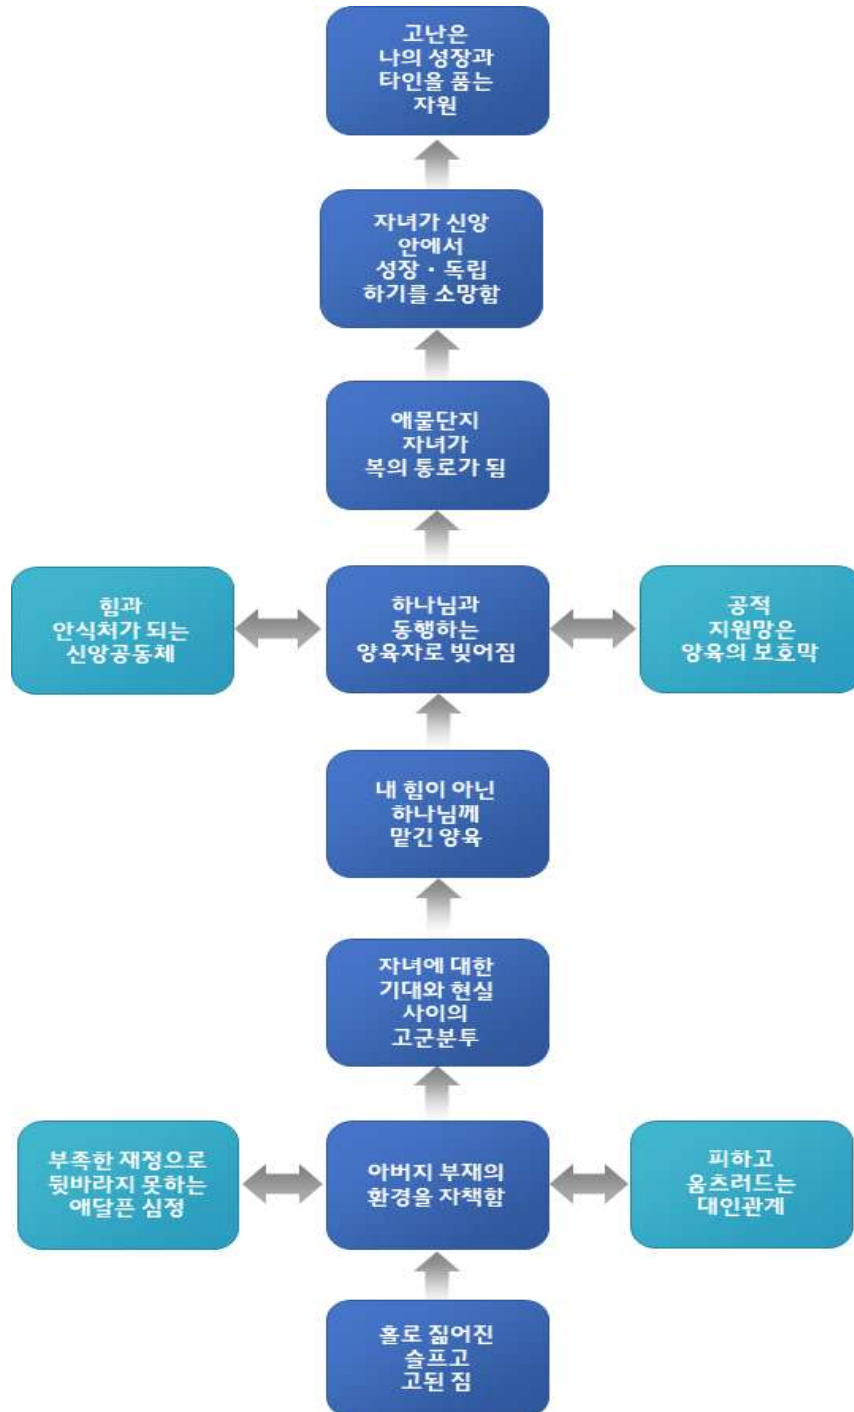 고난은
나의 성장과
타인을 품는
자원
자녀가 신앙
안에서
성장・독립
하기를 소망함
애물단지
자녀가
복의 통로가 됨
힘과
안식처가 되는
신앙공동체
하나님과
동행하는
양육자로 빚어짐
공적
지원망은
양육의 보호막
내 힘이 아닌
하나님께
맡긴 양육
자녀에 대한
기대와 현실
사이의
고군분투
부족한 재정으로
뒷바라지 못하는
애달픈 심정
아버지 부재의
환경을 자책함
피하고
움츠러드는
대인관계
홀로 짊어진
슬프고
고된 짐